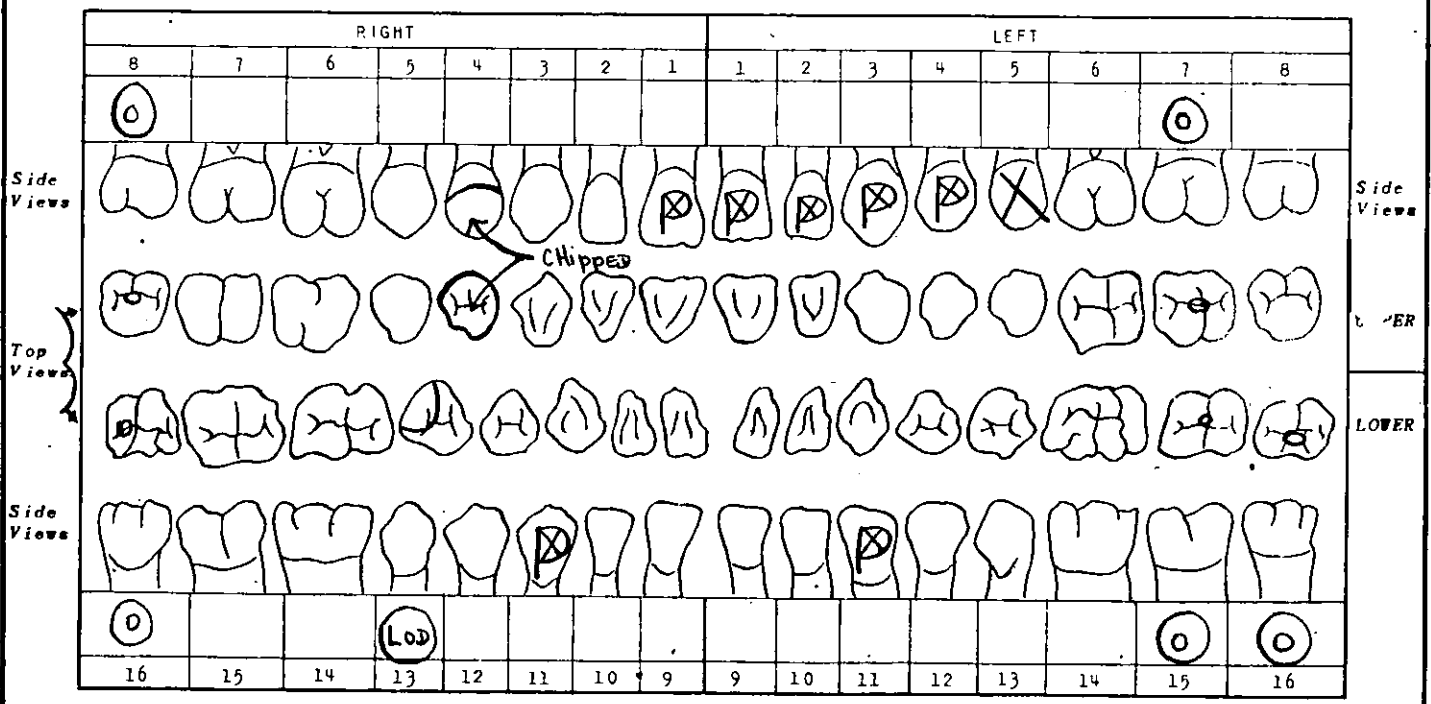 RIGHT LEFT
8 7 6 5 4 3 2 1 1 2 3 4 5 6 7 8
O O
Side Views Side Views
P P P P P X
CHIPPED
Top Views
LOWER
Side Views
P P
O LOD O O
16 15 14 13 12 11 10 9 9 10 11 12 13 14 15 16